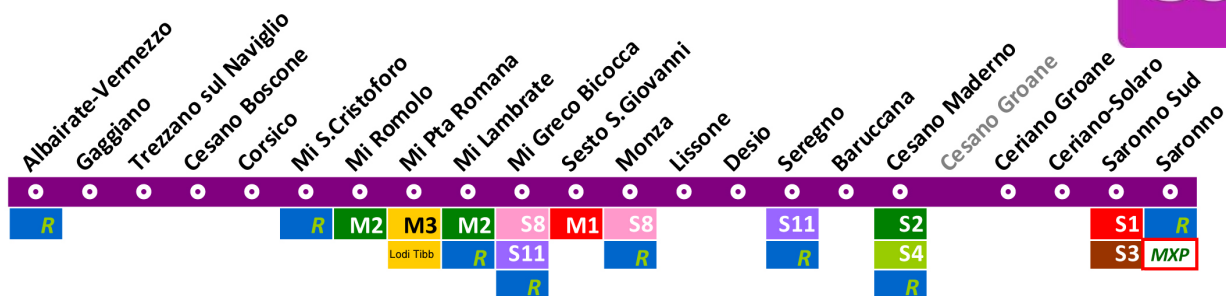 Albairate-Vermezzo
Gaggiano
Trezzano sul Naviglio
Cesano Boscone
Corsico
Mi S.Cristoforo
Mi Romolo
Mi Pta Romana
Mi Lambrate
Mi Greco Bicocca
Sesto S.Giovanni
Monza
Lissone
Desio
Seregno
Baruccana
Cesano Maderno
Cesano Groane
Ceriano Groane
Ceriano-Solaro
Saronno Sud
Saronno
R R M2 M3 M2 S8 M1 S8 S11 S2 S1 R
Lodi Tibb R S11 R R S4 S3 MXP
R R